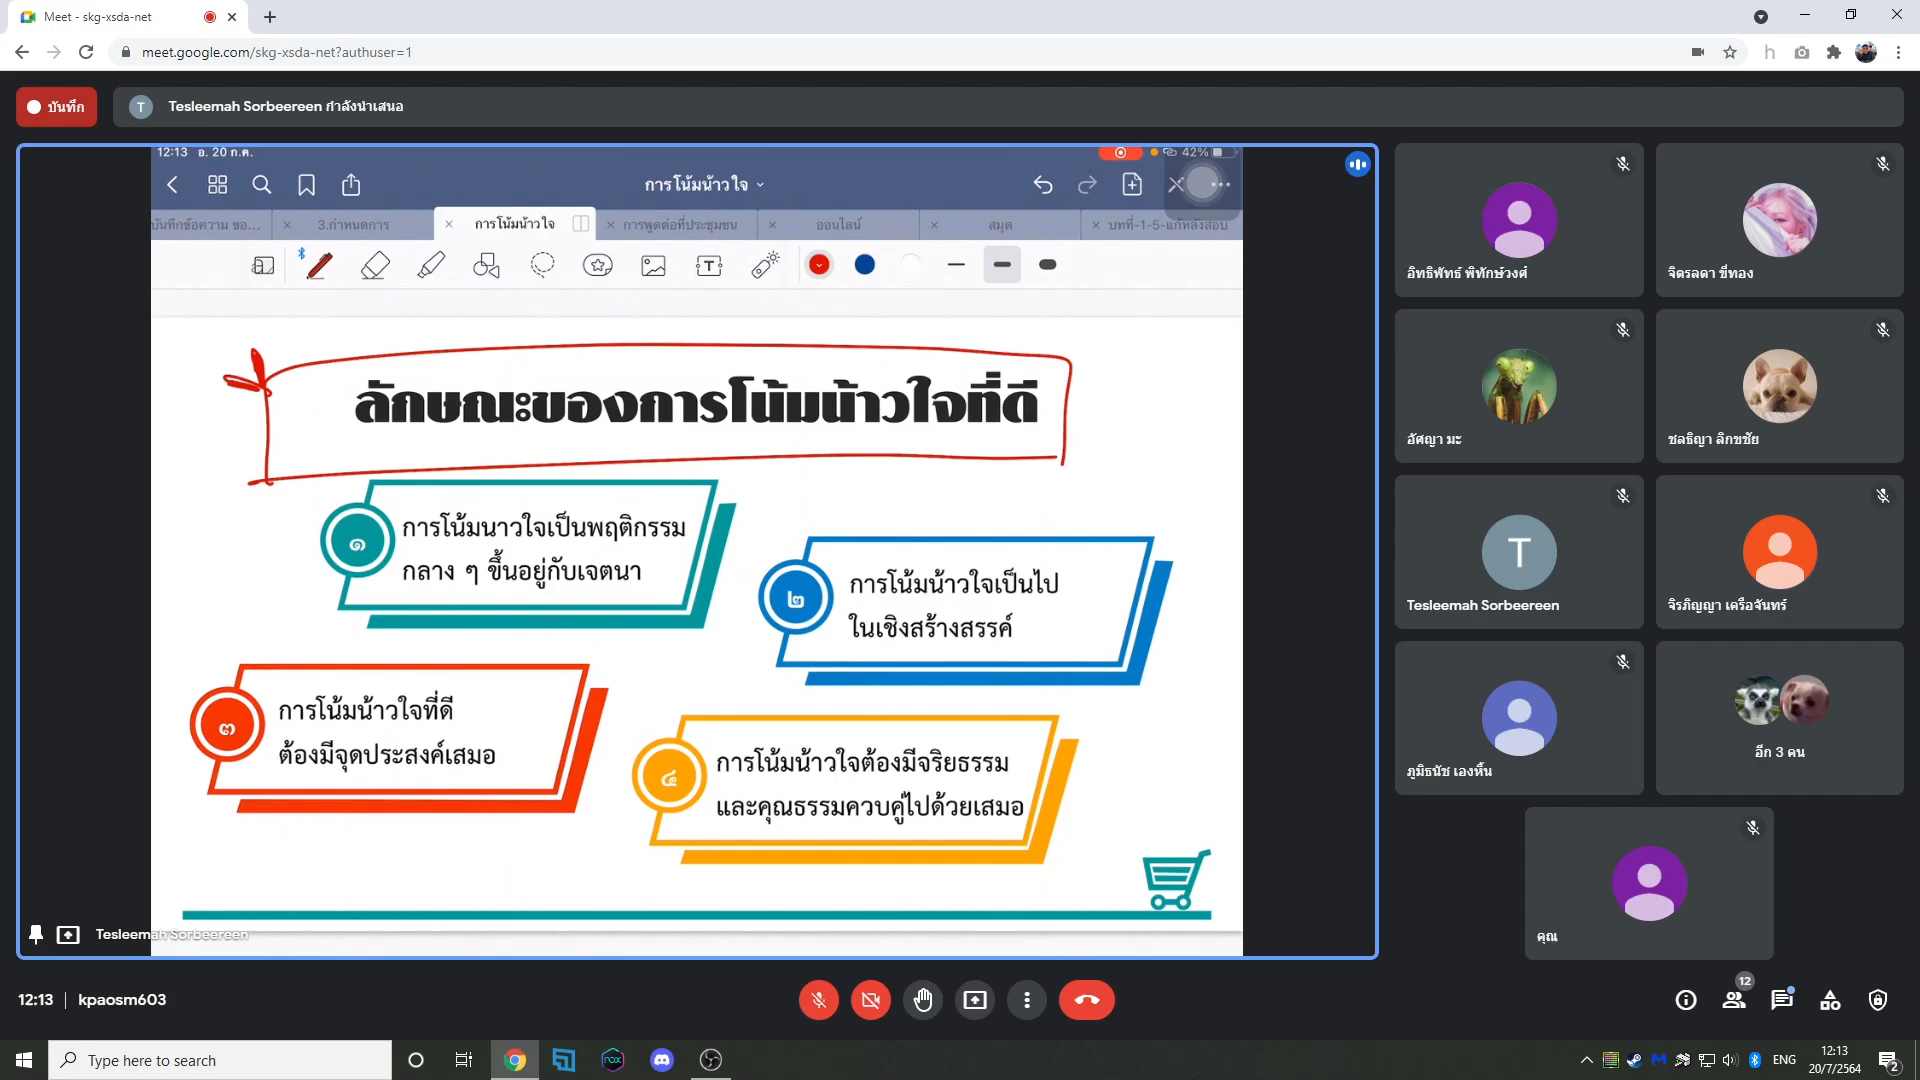 Meet - skg-xsda-net
meet.google.com/skg-xsda-net?authuser=1
บันทึก
T
Tesleemah Sorbeereen กำลังนำเสนอ
12:13 อ. 20 ก.ค.
42%
การโน้มน้าวใจ
บันทึกข้อความ ขอ...
3.กำหนดการ
การโน้มน้าวใจ
การพูดต่อที่ประชุมชน
ออนไลน์
สมุด
บทที่-1-5-แก้หลังสอบ
ลักษณะของการโน้มน้าวใจที่ดี
๑
การโน้มนาวใจเป็นพฤติกรรม
กลาง ๆ ขึ้นอยู่กับเจตนา
๒
การโน้มน้าวใจเป็นไป
ในเชิงสร้างสรรค์
๓
การโน้มน้าวใจที่ดี
ต้องมีจุดประสงค์เสมอ
๔
การโน้มน้าวใจต้องมีจริยธรรม
และคุณธรรมควบคู่ไปด้วยเสมอ
Tesleemah Sorbeereen
อิทธิพัทธ์ พิทักษ์วงศ์
จิตรลดา ขี่ทอง
อัศญา มะ
ชลธิญา ลิกขชัย
T
Tesleemah Sorbeereen
จิรภิญญา เครือจันทร์
ภูมิธนัช เองหิ้น
อีก 3 คน
คุณ
12:13 | kpaosm603
12
Type here to search
ENG
12:13
20/7/2564
2